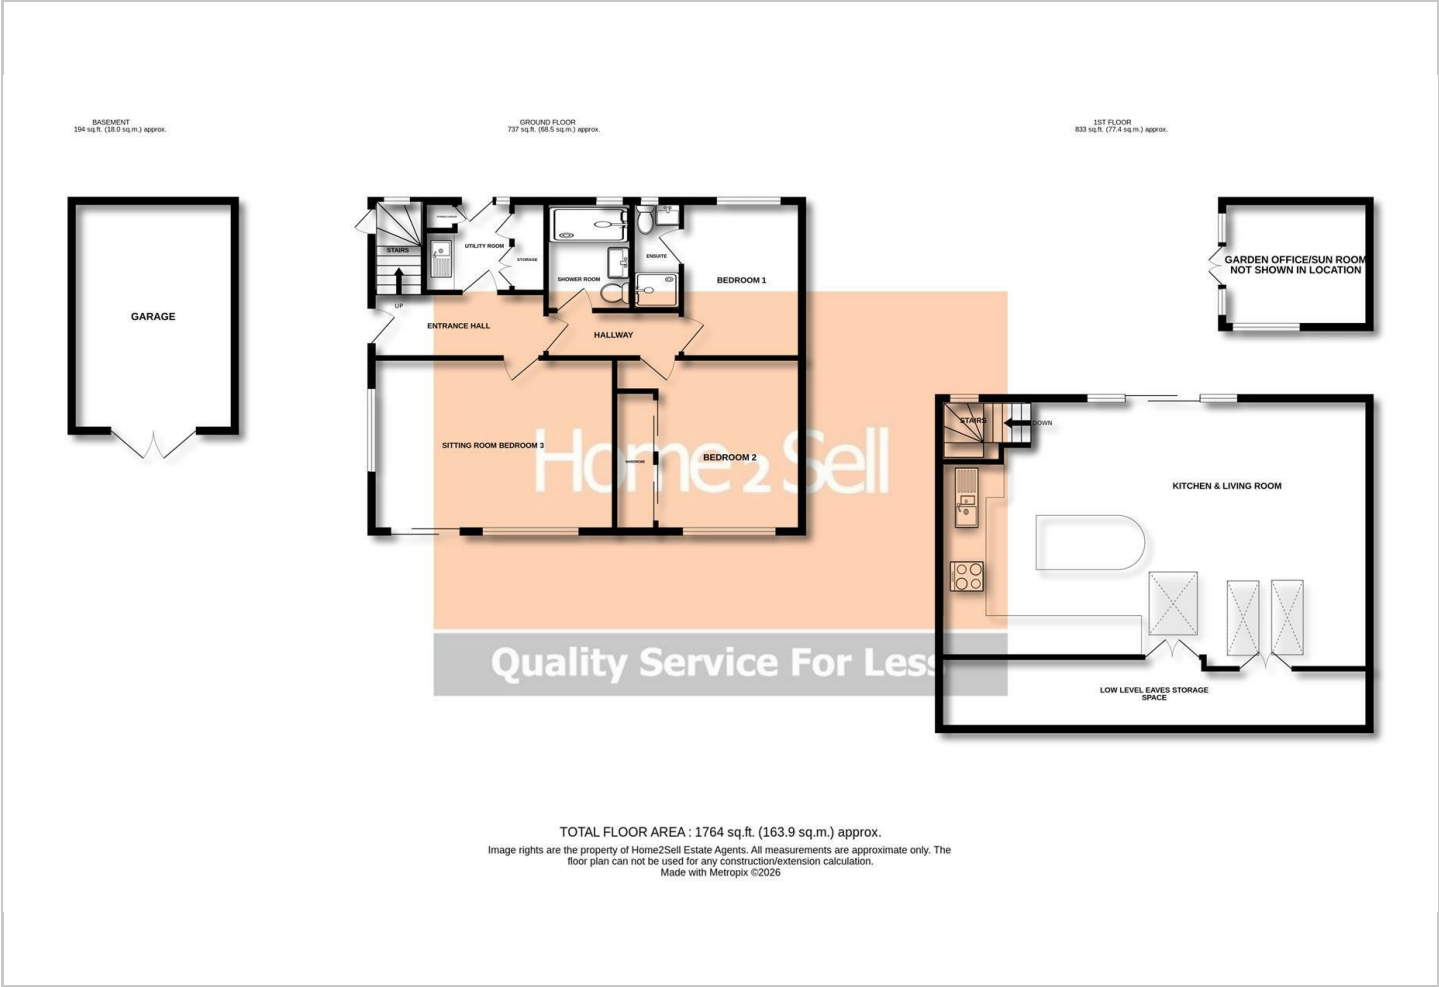 BASEMENT
194 sq.ft. (18.0 sq.m.) approx.
GROUND FLOOR
737 sq.ft. (68.5 sq.m.) approx.
1ST FLOOR
833 sq.ft. (77.4 sq.m.) approx.
GARAGE
STAIRS
UP
UTILITY ROOM
STORAGE
SHOWER ROOM
ENSUITE
BEDROOM 1
ENTRANCE HALL
HALLWAY
SITTING ROOM BEDROOM 3
WARDROBE
BEDROOM 2
GARDEN OFFICE/SUN ROOM
NOT SHOWN IN LOCATION
STAIRS
DOWN
KITCHEN & LIVING ROOM
LOW LEVEL EAVES STORAGE
SPACE
Home2Sell
Quality Service For Less
TOTAL FLOOR AREA : 1764 sq.ft. (163.9 sq.m.) approx.
Image rights are the property of Home2Sell Estate Agents. All measurements are approximate only. The
floor plan can not be used for any construction/extension calculation.
Made with Metropix ©2026